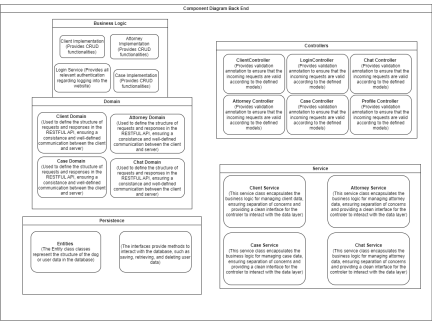 Component Diagram Back End
Business Logic
Client Implementation
(Provides CRUD
functionalities)
Attorney
Implementation
(Provides CRUD
functionalities)
Login Service (Provides all
relevant authentication
regarding logging into the
website)
Case Implementation
(Provides CRUD
functionalities)
Controllers
ClientController
(Provides validation
annotation to ensure that the
incoming requests are valid
according to the defined
models)
LoginController
(Provides validation
annotation to ensure that the
incoming requests are valid
according to the defined
models)
Chat Controller
(Provides validation
annotation to ensure that the
incoming requests are valid
according to the defined
models)
Attorney Controller
(Provides validation
annotation to ensure that the
incoming requests are valid
according to the defined
models)
Case Controller
(Provides validation
annotation to ensure that the
incoming requests are valid
according to the defined
models)
Profile Controller
(Provides validation
annotation to ensure that the
incoming requests are valid
according to the defined
models)
Domain
Client Domain
(Used to define the structure of
requests and responses in the
RESTFUL API, ensuring a
consistance and well-defined
communication between the client
and server)
Attorney Domain
(Used to define the structure of
requests and responses in the
RESTFUL API, ensuring a
consistance and well-defined
communication between the client
and server)
Case Domain
(Used to define the structure of
requests and responses in the
RESTFUL API, ensuring a
consistance and well-defined
communication between the client
and server)
Chat Domain
(Used to define the structure of
requests and responses in the
RESTFUL API, ensuring a
consistance and well-defined
communication between the client
and server)
Service
Client Service
(This service encapsulates the
business logic for managing client data,
ensuring separation of concerns and
providing a clean interface for the
controler to interact with the data layer)
Attorney Service
(This service encapsulates the
business logic for managing attorney
data, ensuring separation of concerns
and providing a clean interface for the
controler to interact with the data layer)
Case Service
(This service encapsulates the
business logic for managing case data,
ensuring separation of concerns and
providing a clean interface for the
controler to interact with the data layer)
Chat Service
(This service encapsulates the
business logic for managing attorney
data, ensuring separation of concerns
and providing a clean interface for the
controler to interact with the data layer)
Persistence
Entities
(The Entity class classes
represent the structure of the dog
or user data in the database)
(The interfaces provide methods to
interact with the database, such as
saving, retrieving, and deleting user
data)